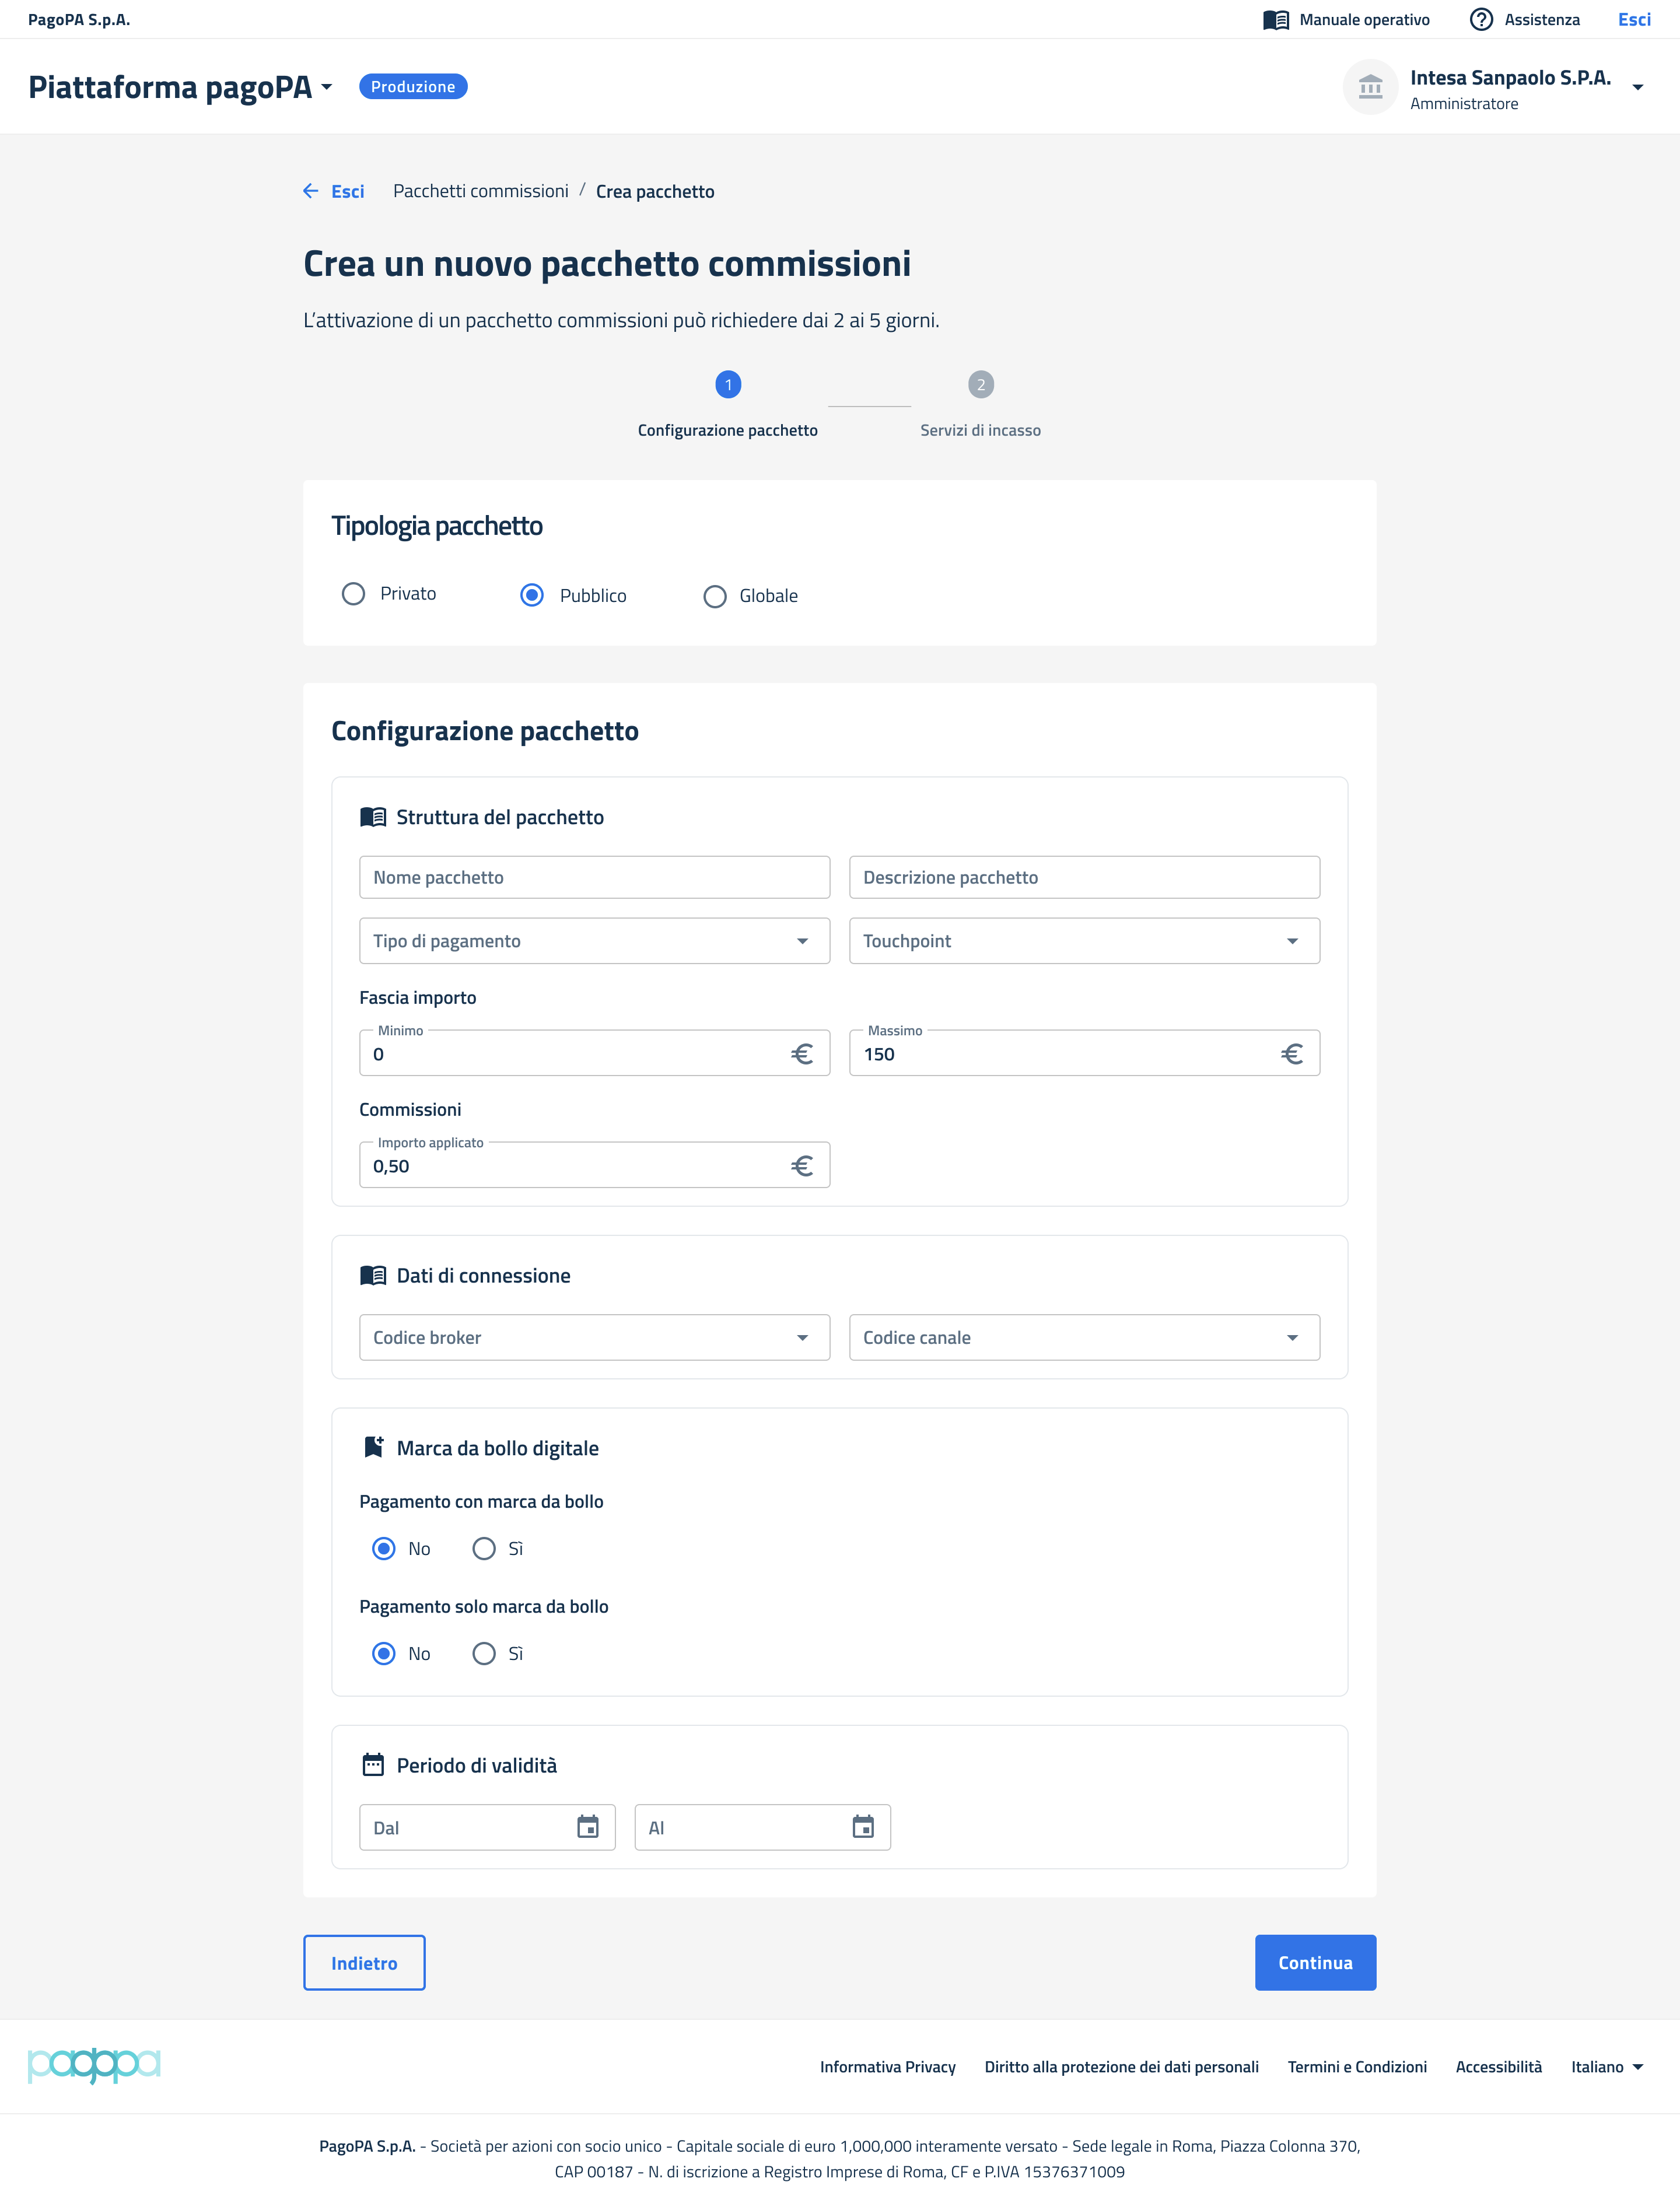 PagoPA S.p.A.
Manuale operativo
Assistenza
Esci
Piattaforma pagoPA
Produzione
Intesa Sanpaolo S.P.A.
Amministratore
Esci
Pacchetti commissioni / Crea pacchetto
Crea un nuovo pacchetto commissioni
L’attivazione di un pacchetto commissioni può richiedere dai 2 ai 5 giorni.
1
2
Configurazione pacchetto
Servizi di incasso
Tipologia pacchetto
Privato
Pubblico
Globale
Configurazione pacchetto
Struttura del pacchetto
Nome pacchetto
Descrizione pacchetto
Tipo di pagamento
Touchpoint
Fascia importo
Minimo
0 €
Massimo
150 €
Commissioni
Importo applicato
0,50 €
Dati di connessione
Codice broker
Codice canale
Marca da bollo digitale
Pagamento con marca da bollo
No
Sì
Pagamento solo marca da bollo
No
Sì
Periodo di validità
Dal
Al
Indietro
Continua
pagopa
Informativa Privacy
Diritto alla protezione dei dati personali
Termini e Condizioni
Accessibilità
Italiano
PagoPA S.p.A. - Società per azioni con socio unico - Capitale sociale di euro 1,000,000 interamente versato - Sede legale in Roma, Piazza Colonna 370,
CAP 00187 - N. di iscrizione a Registro Imprese di Roma, CF e P.IVA 15376371009